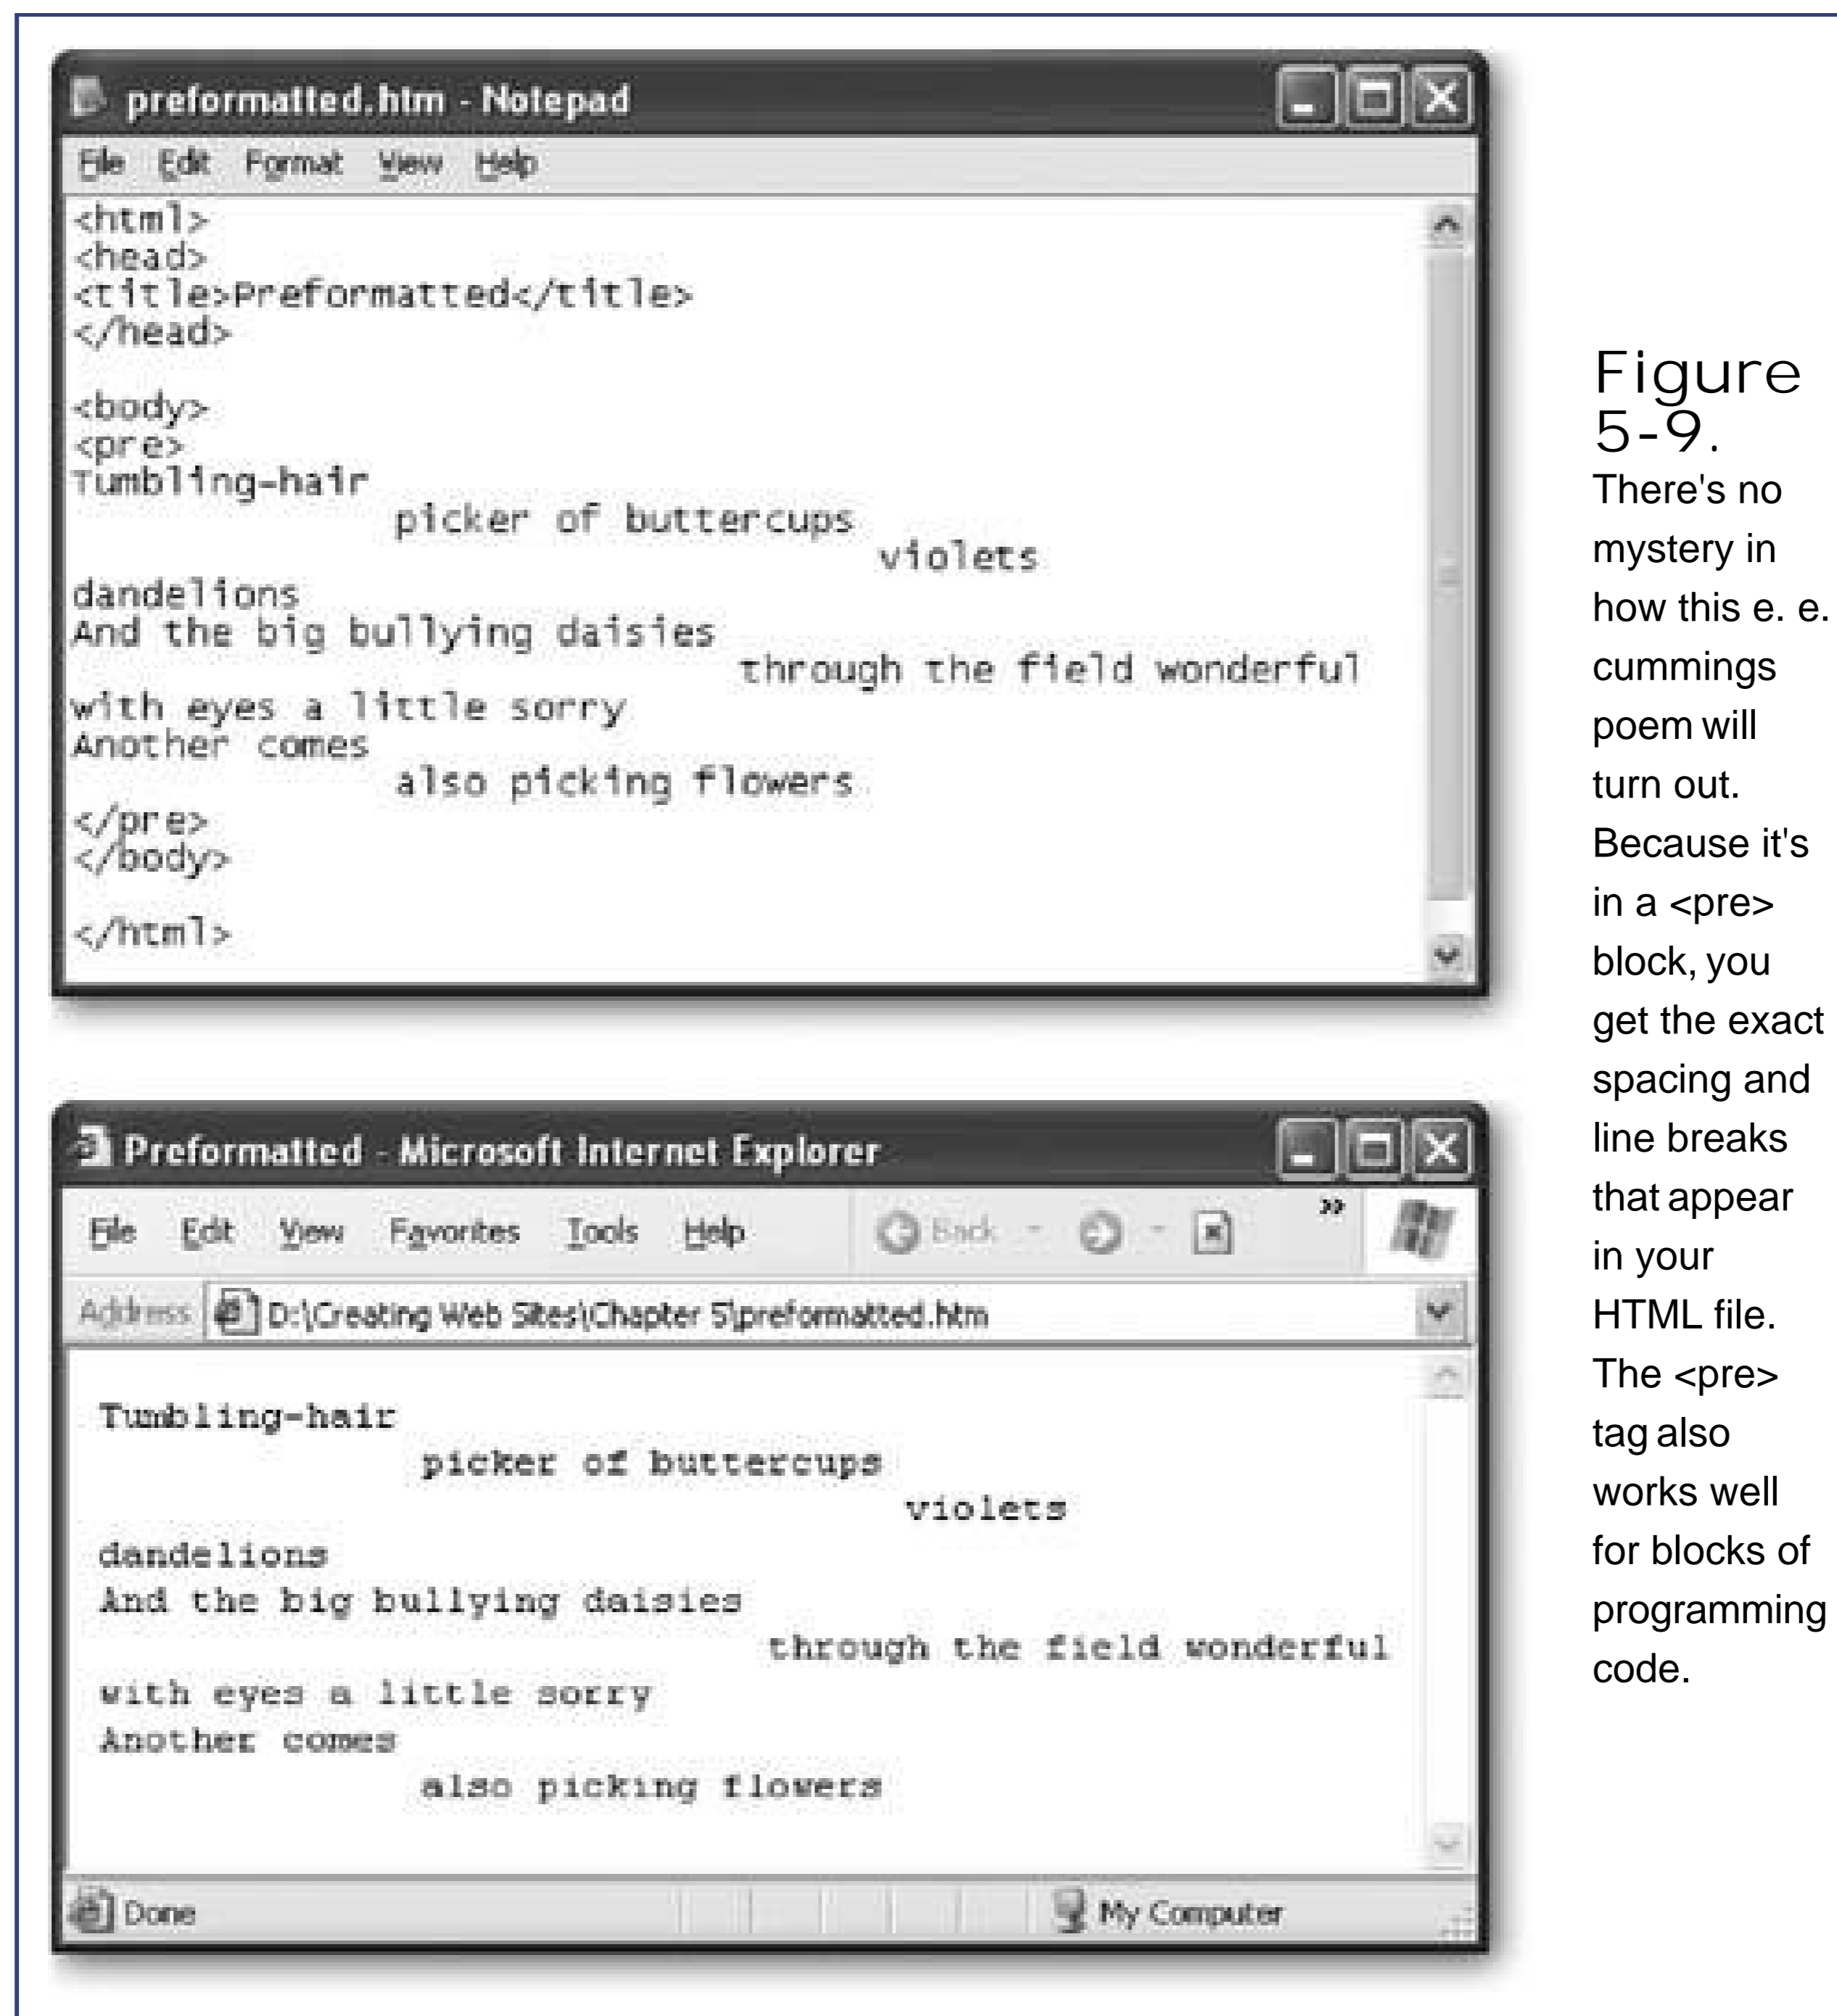 preformatted.htm - Notepad
File Edit Format View Help
<html>
<head>
<title>Preformatted</title>
</head>
<body>
<pre>
Tumbling-hair
              picker of buttercups
                                   violets
dandelions
And the big bullying daisies
                             through the field wonderful
with eyes a little sorry
Another comes
              also picking flowers
</pre>
</body>
</html>
Preformatted - Microsoft Internet Explorer
File Edit View Favorites Tools Help Back »
Address D:\Creating Web Sites\Chapter 5\preformatted.htm
Tumbling-hair
              picker of buttercups
                                   violets
dandelions
And the big bullying daisies
                             through the field wonderful
with eyes a little sorry
Another comes
              also picking flowers
Done My Computer
Figure
5-9.
There's no
mystery in
how this e. e.
cummings
poem will
turn out.
Because it's
in a <pre>
block, you
get the exact
spacing and
line breaks
that appear
in your
HTML file.
The <pre>
tag also
works well
for blocks of
programming
code.